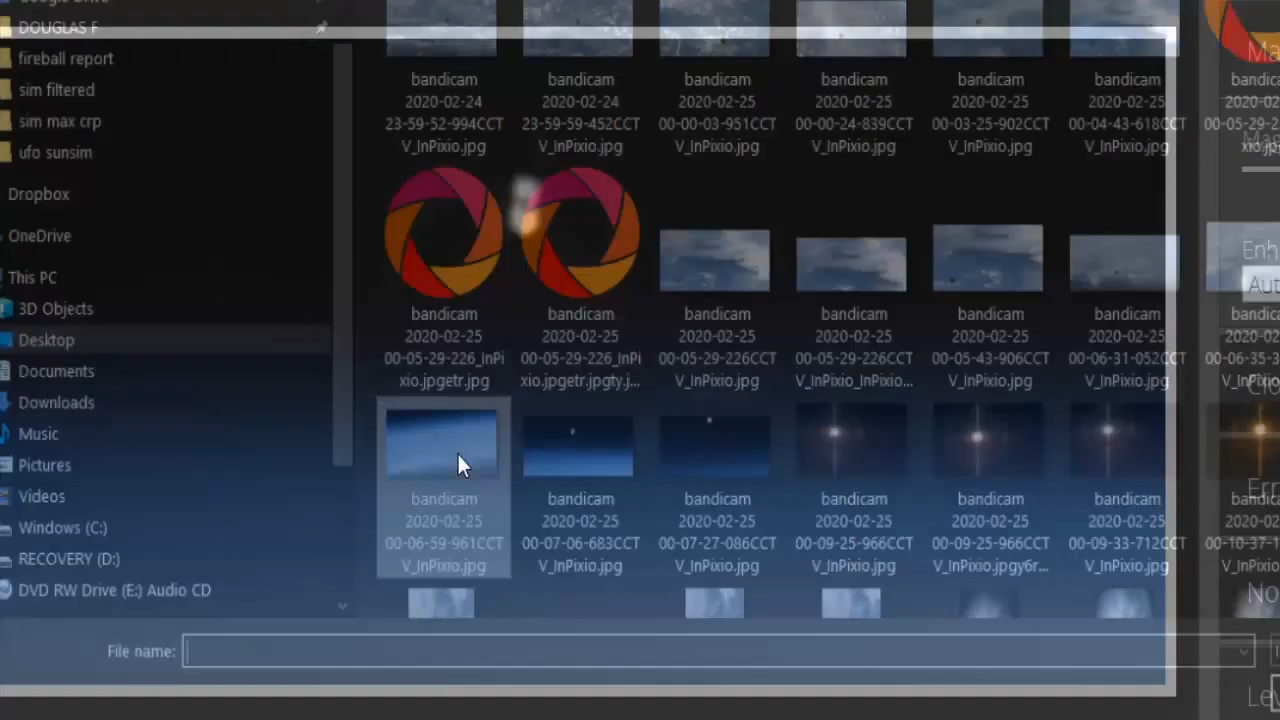 DOUGLAS F
fireball report
sim filtered
sim max crp
ufo sunsim
Dropbox
OneDrive
This PC
3D Objects
Desktop
Documents
Downloads
Music
Pictures
Videos
Windows (C:)
RECOVERY (D:)
DVD RW Drive (E:) Audio CD
bandicam
2020-02-24
23-59-52-994CCT
V_InPixio.jpg
bandicam
2020-02-24
23-59-59-452CCT
V_InPixio.jpg
bandicam
2020-02-25
00-00-03-951CCT
V_InPixio.jpg
bandicam
2020-02-25
00-00-24-839CCT
V_InPixio.jpg
bandicam
2020-02-25
00-03-25-902CCT
V_InPixio.jpg
bandicam
2020-02-25
00-04-43-618CCT
V_InPixio.jpg
bandicam
2020-02-25
00-05-29-226_InPi
xio.jpgetr.jpg
bandicam
2020-02-25
00-05-29-226_InPi
xio.jpgetr.jpgty.j...
bandicam
2020-02-25
00-05-29-226CCT
V_InPixio.jpg
bandicam
2020-02-25
00-05-29-226CCT
V_InPixio_InPixio...
bandicam
2020-02-25
00-05-43-906CCT
V_InPixio.jpg
bandicam
2020-02-25
00-06-31-052CCT
V_InPixio.jpg
bandicam
2020-02-25
00-06-59-961CCT
V_InPixio.jpg
bandicam
2020-02-25
00-07-06-683CCT
V_InPixio.jpg
bandicam
2020-02-25
00-07-27-086CCT
V_InPixio.jpg
bandicam
2020-02-25
00-09-25-966CCT
V_InPixio.jpg
bandicam
2020-02-25
00-09-25-966CCT
V_InPixio.jpgy6r...
bandicam
2020-02-25
00-09-33-712CCT
V_InPixio.jpg
File name: